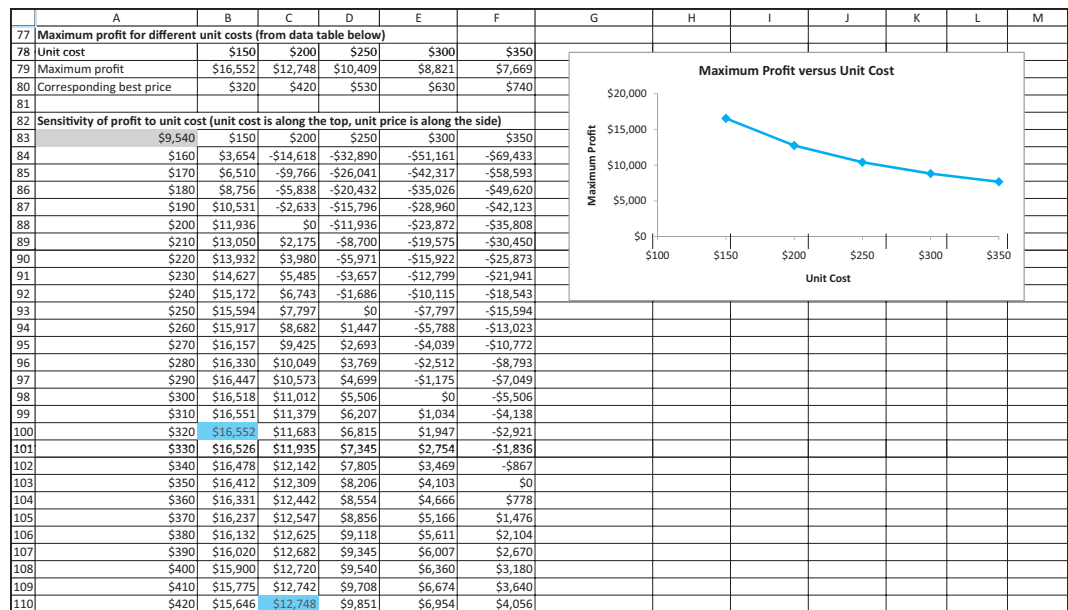 A B C D E F G H I J K L M
77 Maximum profit for different unit costs (from data table below)
78 Unit cost $150 $200 $250 $300 $350
79 Maximum profit $16,552 $12,748 $10,409 $8,821 $7,669
80 Corresponding best price $320 $420 $530 $630 $740
81
82 Sensitivity of profit to unit cost (unit cost is along the top, unit price is along the side)
83 $9,540 $150 $200 $250 $300 $350
84 $160 $3,654 -$14,618 -$32,890 -$51,161 -$69,433
85 $170 $6,510 -$9,766 -$26,041 -$42,317 -$58,593
86 $180 $8,756 -$5,838 -$20,432 -$35,026 -$49,620
87 $190 $10,531 -$2,633 -$15,796 -$28,960 -$42,123
88 $200 $11,936 $0 -$11,936 -$23,872 -$35,808
89 $210 $13,050 $2,175 -$8,700 -$19,575 -$30,450
90 $220 $13,932 $3,980 -$5,971 -$15,922 -$25,873
91 $230 $14,627 $5,485 -$3,657 -$12,799 -$21,941
92 $240 $15,172 $6,743 -$1,686 -$10,115 -$18,543
93 $250 $15,594 $7,797 $0 -$7,797 -$15,594
94 $260 $15,917 $8,682 $1,447 -$5,788 -$13,023
95 $270 $16,157 $9,425 $2,693 -$4,039 -$10,772
96 $280 $16,330 $10,049 $3,769 -$2,512 -$8,793
97 $290 $16,447 $10,573 $4,699 -$1,175 -$7,049
98 $300 $16,518 $11,012 $5,506 $0 -$5,506
99 $310 $16,551 $11,379 $6,207 $1,034 -$4,138
100 $320 $16,552 $11,683 $6,815 $1,947 -$2,921
101 $330 $16,526 $11,935 $7,345 $2,754 -$1,836
102 $340 $16,478 $12,142 $7,805 $3,469 -$867
103 $350 $16,412 $12,309 $8,206 $4,103 $0
104 $360 $16,331 $12,442 $8,554 $4,666 $778
105 $370 $16,237 $12,547 $8,856 $5,166 $1,476
106 $380 $16,132 $12,625 $9,118 $5,611 $2,104
107 $390 $16,020 $12,682 $9,345 $6,007 $2,670
108 $400 $15,900 $12,720 $9,540 $6,360 $3,180
109 $410 $15,775 $12,742 $9,708 $6,674 $3,640
110 $420 $15,646 $12,748 $9,851 $6,954 $4,056
Maximum Profit versus Unit Cost
Maximum Profit
$20,000
$15,000
$10,000
$5,000
$0
$100 $150 $200 $250 $300 $350
Unit Cost